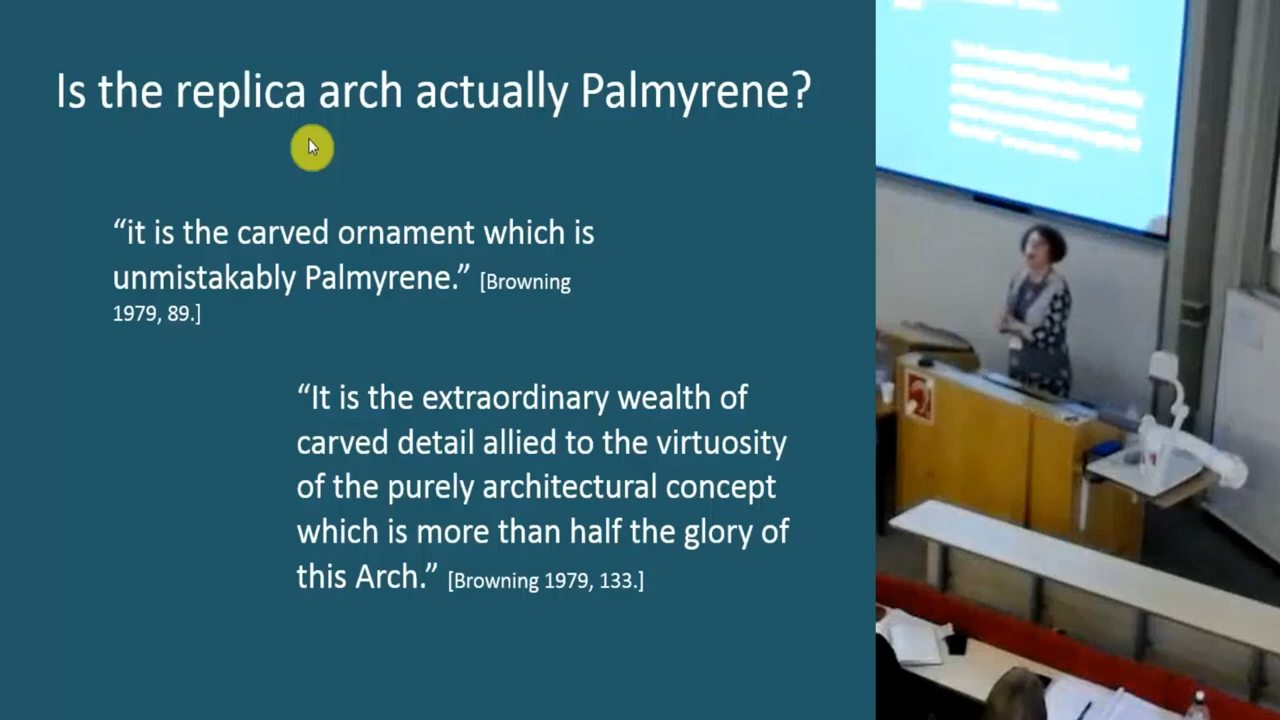 Is the replica arch actually Palmyrene?
“it is the carved ornament which is
unmistakably Palmyrene.” [Browning
1979, 89.]
“It is the extraordinary wealth of
carved detail allied to the virtuosity
of the purely architectural concept
which is more than half the glory of
this Arch.” [Browning 1979, 133.]